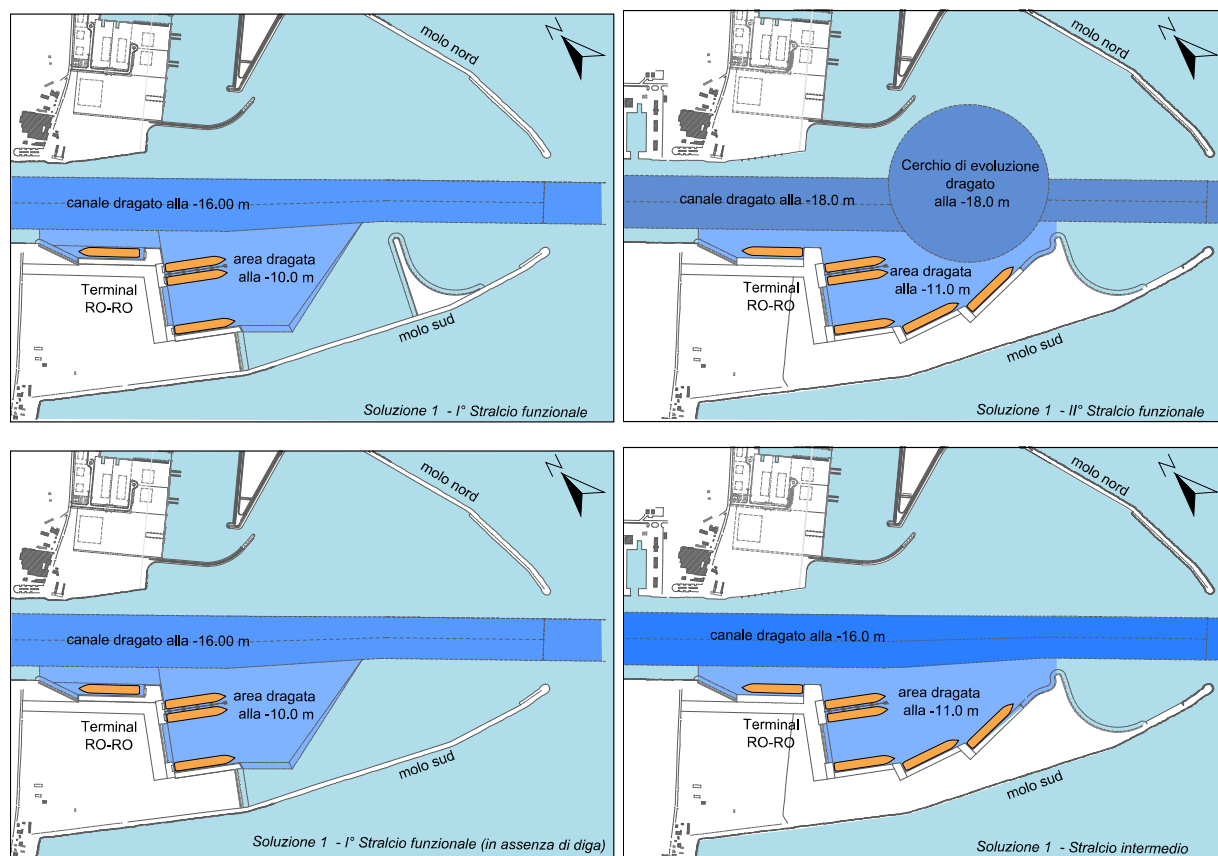 molo nord
N
canale dragato alla -16.00 m
area dragata
alla -10.0 m
Terminal
RO-RO
molo sud
Soluzione 1 - I° Stralcio funzionale
molo nord
N
Cerchio di evoluzione
dragato
alla -18.0 m
canale dragato alla -18.0 m
area dragata
alla -11.0 m
Terminal
RO-RO
molo sud
Soluzione 1 - II° Stralcio funzionale
molo nord
N
canale dragato alla -16.00 m
area dragata
alla -10.0 m
Terminal
RO-RO
molo sud
Soluzione 1 - I° Stralcio funzionale (in assenza di diga)
molo nord
N
canale dragato alla -16.0 m
area dragata
alla -11.0 m
Terminal
RO-RO
molo sud
Soluzione 1 - Stralcio intermedio